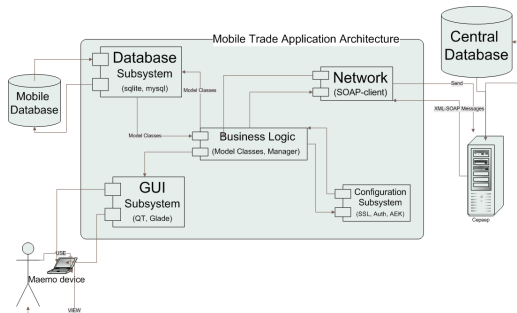 Mobile Trade Application Architecture
Central
Database
Database
Subsystem
(sqlite, mysql)
Model Classes
Mobile
Database
Network
(SOAP-client)
Send
XML-SOAP Messages
Model Classes
Business Logic
(Model Classes, Manager)
GUI
Subsystem
(QT, Glade)
Configuration
Subsystem
(SSL, Auth, AEK)
Сервер
USE
Maemo device
VIEW